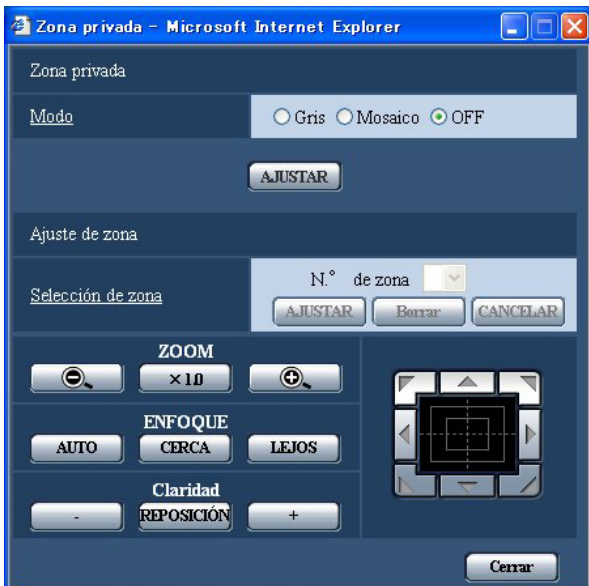 Zona privada - Microsoft Internet Explorer
Zona privada
Modo Gris Mosaico OFF
AJUSTAR
Ajuste de zona
Selección de zona N.° de zona
AJUSTAR Borrar CANCELAR
ZOOM
×1.0
ENFOQUE
AUTO CERCA LEJOS
Claridad
- REPOSICIÓN +
Cerrar